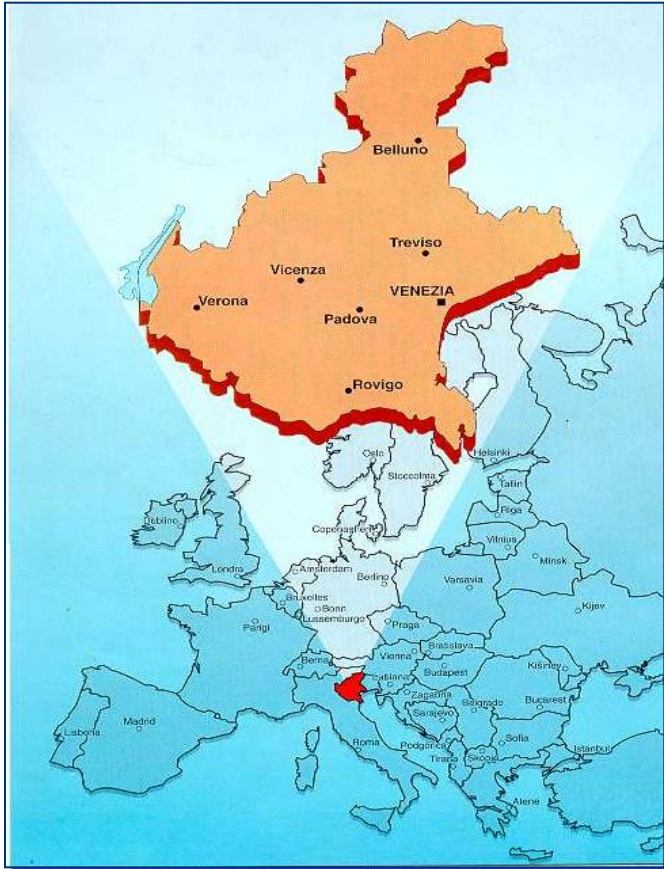 Belluno
Treviso
Vicenza
VENEZIA
Verona
Padova
Rovigo
Oslo
Helsinki
Stoccolma
Tallin
Riga
Dublino
Copenaghen
Vilnius
Minsk
Londra
Amsterdam
Berlino
Varsavia
Bruxelles
Bonn
Kijev
Lussemburgo
Parigi
Praga
Vienna
Bratislava
Berna
Budapest
Kišinev
Lubiana
Zagabria
Madrid
Sarajevo
Belgrado
Bucarest
Lisbona
Roma
Podgorica
Sofia
Istanbul
Tirana
Skopje
Atene